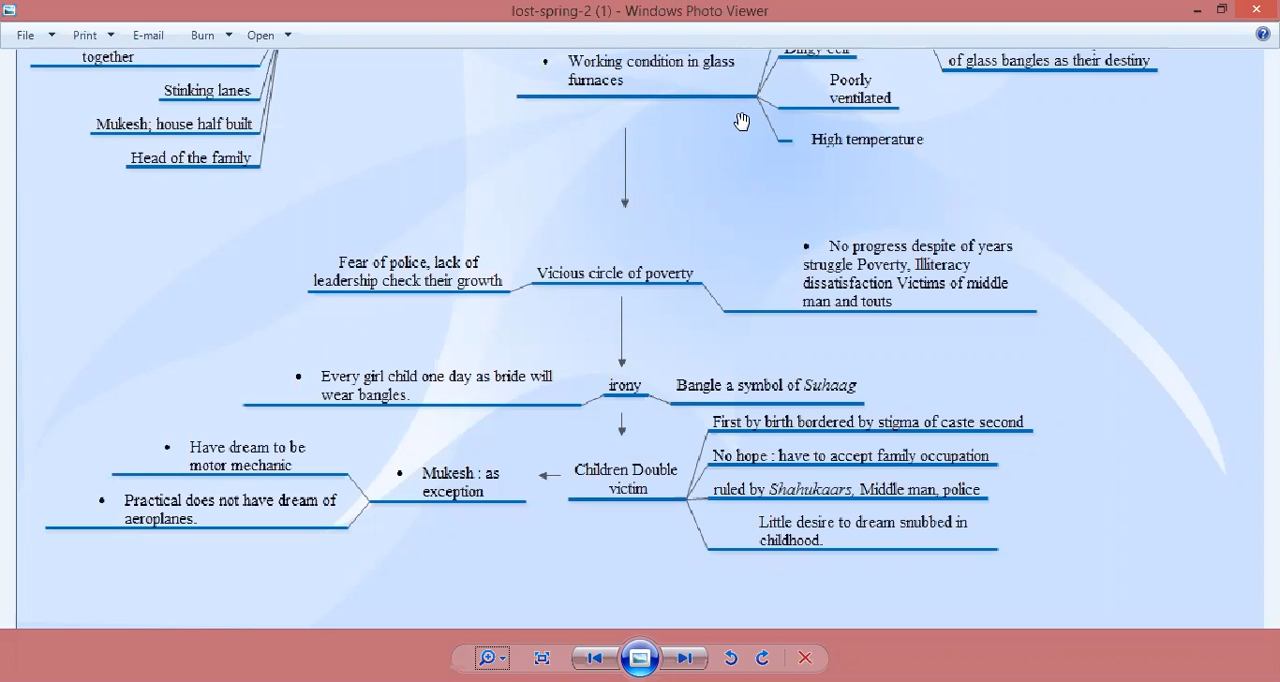 lost-spring-2 (1) - Windows Photo Viewer
File Print E-mail Burn Open
together
Stinking lanes
Mukesh; house half built
Head of the family
• Working condition in glass
furnaces
Dingy cell
Poorly
ventilated
High temperature
of glass bangles as their destiny
Fear of police, lack of
leadership check their growth
Vicious circle of poverty
• No progress despite of years
struggle Poverty, Illiteracy
dissatisfaction Victims of middle
man and touts
• Every girl child one day as bride will
wear bangles.
irony
Bangle a symbol of Suhaag
• Have dream to be
motor mechanic
• Practical does not have dream of
aeroplanes.
• Mukesh : as
exception
Children Double
victim
First by birth bordered by stigma of caste second
No hope : have to accept family occupation
ruled by Shahukaars, Middle man, police
Little desire to dream snubbed in
childhood.